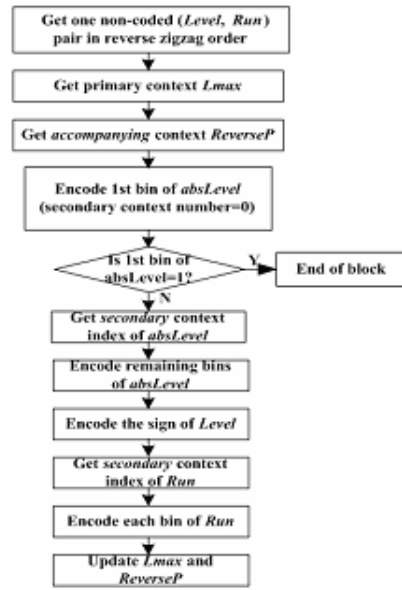 Get one non-coded (Level, Run)
pair in reverse zigzag order
Get primary context Lmax
Get accompanying context ReverseP
Encode 1st bin of absLevel
(secondary context number=0)
Is 1st bin of
absLevel=1?
Y
End of block
N
Get secondary context
index of absLevel
Encode remaining bins
of absLevel
Encode the sign of Level
Get secondary context
index of Run
Encode each bin of Run
Update Lmax and
ReverseP